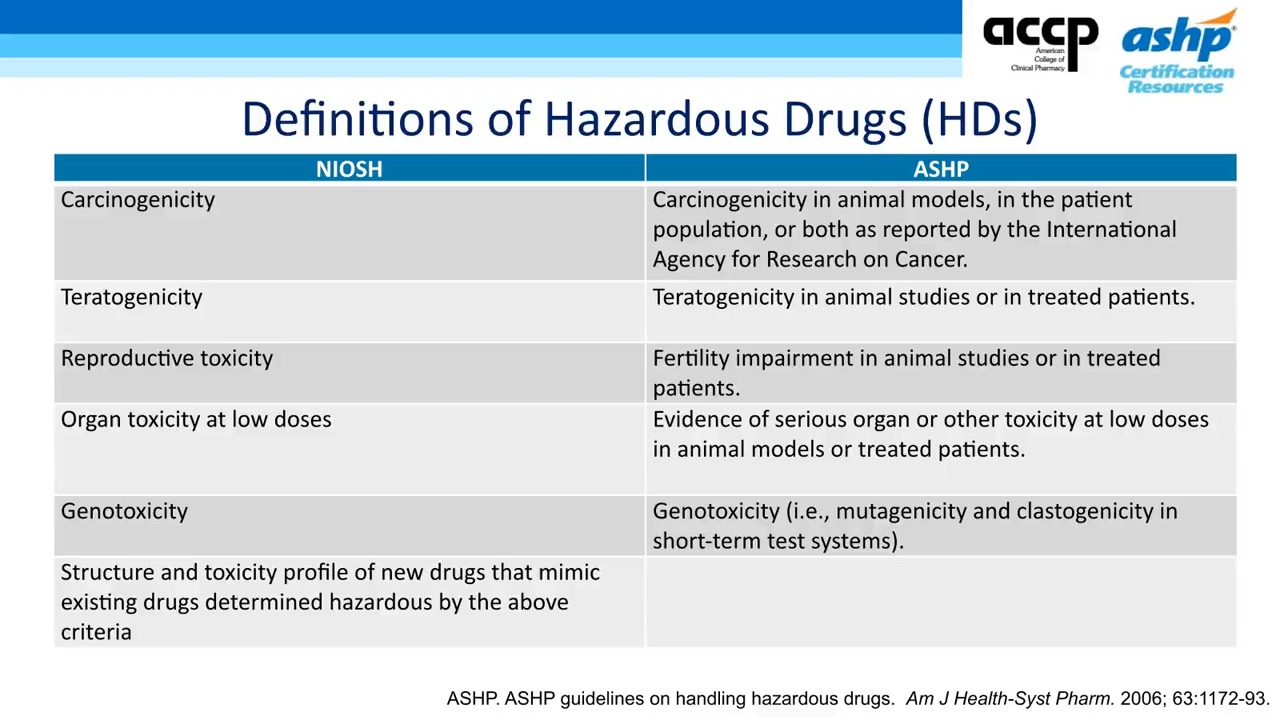 accp
American
College of
Clinical Pharmacy
ashp®
Certification
Resources
Definitions of Hazardous Drugs (HDs)
NIOSH
ASHP
Carcinogenicity
Carcinogenicity in animal models, in the patient
population, or both as reported by the International
Agency for Research on Cancer.
Teratogenicity
Teratogenicity in animal studies or in treated patients.
Reproductive toxicity
Fertility impairment in animal studies or in treated
patients.
Organ toxicity at low doses
Evidence of serious organ or other toxicity at low doses
in animal models or treated patients.
Genotoxicity
Genotoxicity (i.e., mutagenicity and clastogenicity in
short-term test systems).
Structure and toxicity profile of new drugs that mimic
existing drugs determined hazardous by the above
criteria
ASHP. ASHP guidelines on handling hazardous drugs. Am J Health-Syst Pharm. 2006; 63:1172-93.